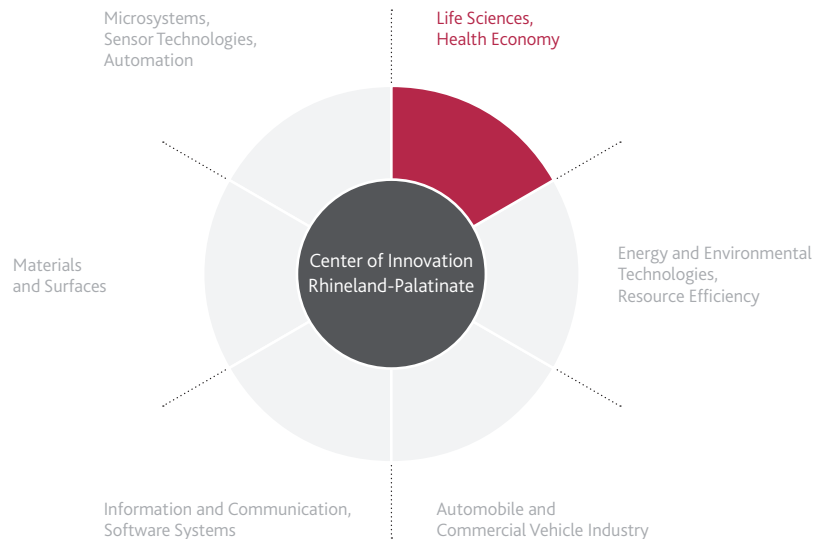 Microsystems,
Sensor Technologies,
Automation
Life Sciences,
Health Economy
Center of Innovation
Rhineland-Palatinate
Energy and Environmental
Technologies,
Resource Efficiency
Materials
and Surfaces
Information and Communication,
Software Systems
Automobile and
Commercial Vehicle Industry